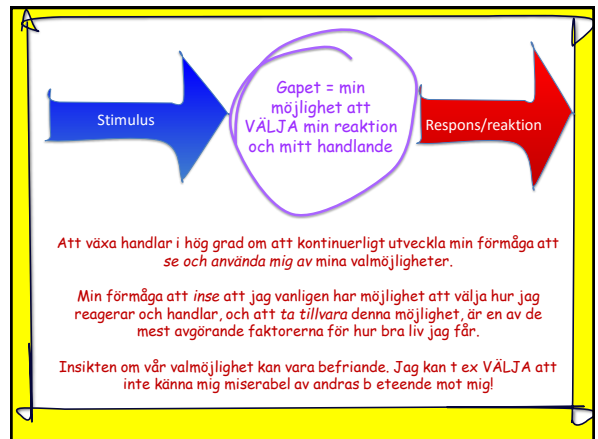 Stimulus
Gapet = min
möjlighet att
VÄLJA min reaktion
och mitt handlande
Respons/reaktion
Att växa handlar i hög grad om att kontinuerligt utveckla min förmåga att
se och använda mig av mina valmöjligheter.
Min förmåga att inse att jag vanligen har möjlighet att välja hur jag
reagerar och handlar, och att ta tillvara denna möjlighet, är en av de
mest avgörande faktorerna för hur bra liv jag får.
Insikten om vår valmöjlighet kan vara befriande. Jag kan t ex VÄLJA att
inte känna mig miserabel av andras b eteende mot mig!